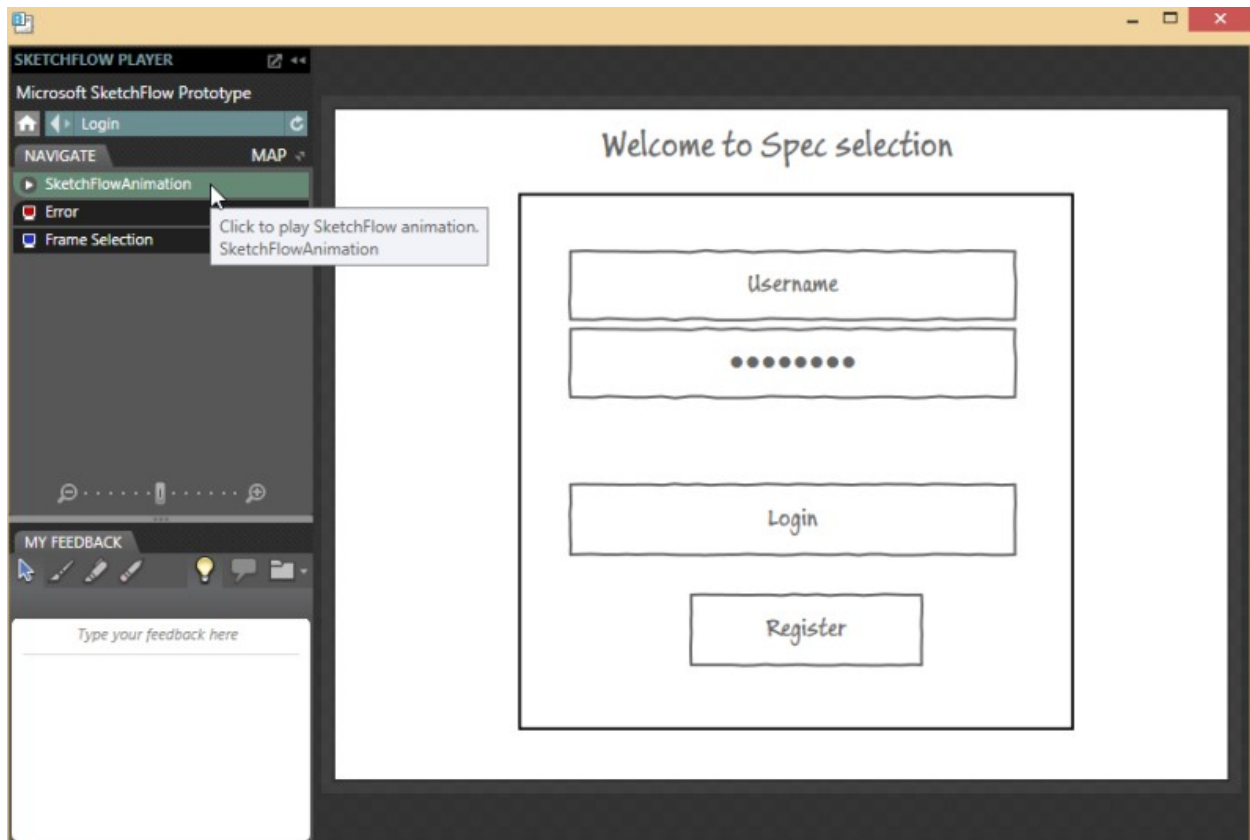 SKETCHFLOW PLAYER
Microsoft SketchFlow Prototype
Login
NAVIGATE
MAP
SketchFlowAnimation
Error
Frame Selection
Click to play SketchFlow animation.
SketchFlowAnimation
MY FEEDBACK
Type your feedback here
Welcome to Spec selection
Username
Login
Register